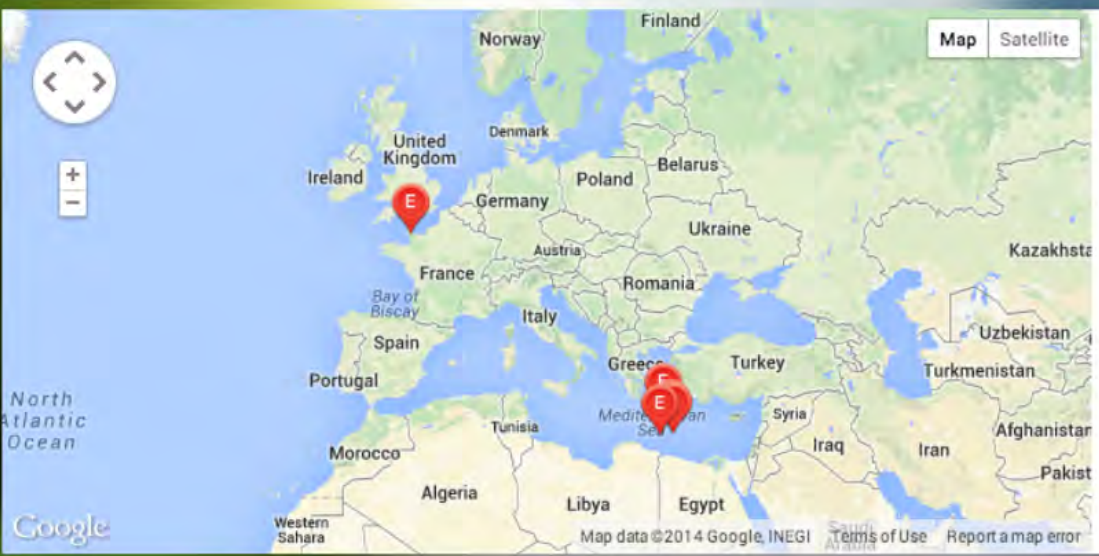 Finland
Norway
Map Satellite
Denmark
United
Kingdom
Ireland
Belarus
Poland
+
−
E
Germany
Ukraine
Austria
Kazakhsta
France
Romania
Bay of
Biscay
Italy
Uzbekistan
Spain
Greece
Turkey
Turkmenistan
Portugal
E
North
Atlantic
Ocean
E
Syria
Tunisia
Afghanistan
Morocco
Iraq
Iran
Pakist
Algeria
Libya
Egypt
Google
Western
Sahara
Map data ©2014 Google, INEGI Terms of Use Report a map error